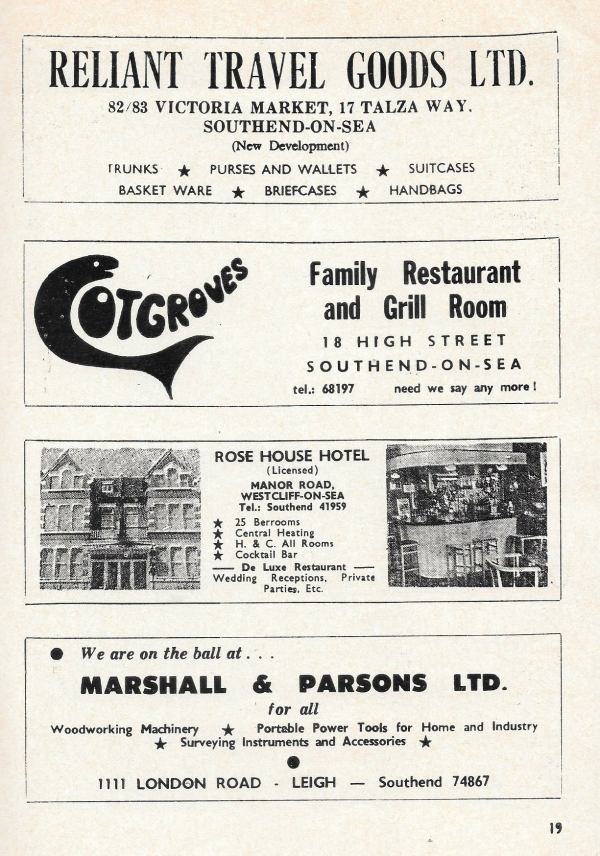 RELIANT TRAVEL GOODS LTD.
82/83 VICTORIA MARKET, 17 TALZA WAY.
SOUTHEND-ON-SEA
(New Development)
TRUNKS ★ PURSES AND WALLETS ★ SUITCASES
BASKET WARE ★ BRIEFCASES ★ HANDBAGS
COTGROVES
Family Restaurant
and Grill Room
18 HIGH STREET
SOUTHEND-ON-SEA
tel.: 68197 need we say any more!
ROSE HOUSE HOTEL
(Licensed)
MANOR ROAD,
WESTCLIFF-ON-SEA
Tel.: Southend 41959
★ 25 Berrooms
★ Central Heating
★ H. & C. All Rooms
★ Cocktail Bar
— De Luxe Restaurant —
Wedding Receptions, Private
Parties, Etc.
● We are on the ball at . . .
MARSHALL & PARSONS LTD.
for all
Woodworking Machinery ★ Portable Power Tools for Home and Industry
★ Surveying Instruments and Accessories ★
1111 LONDON ROAD - LEIGH — Southend 74867
19